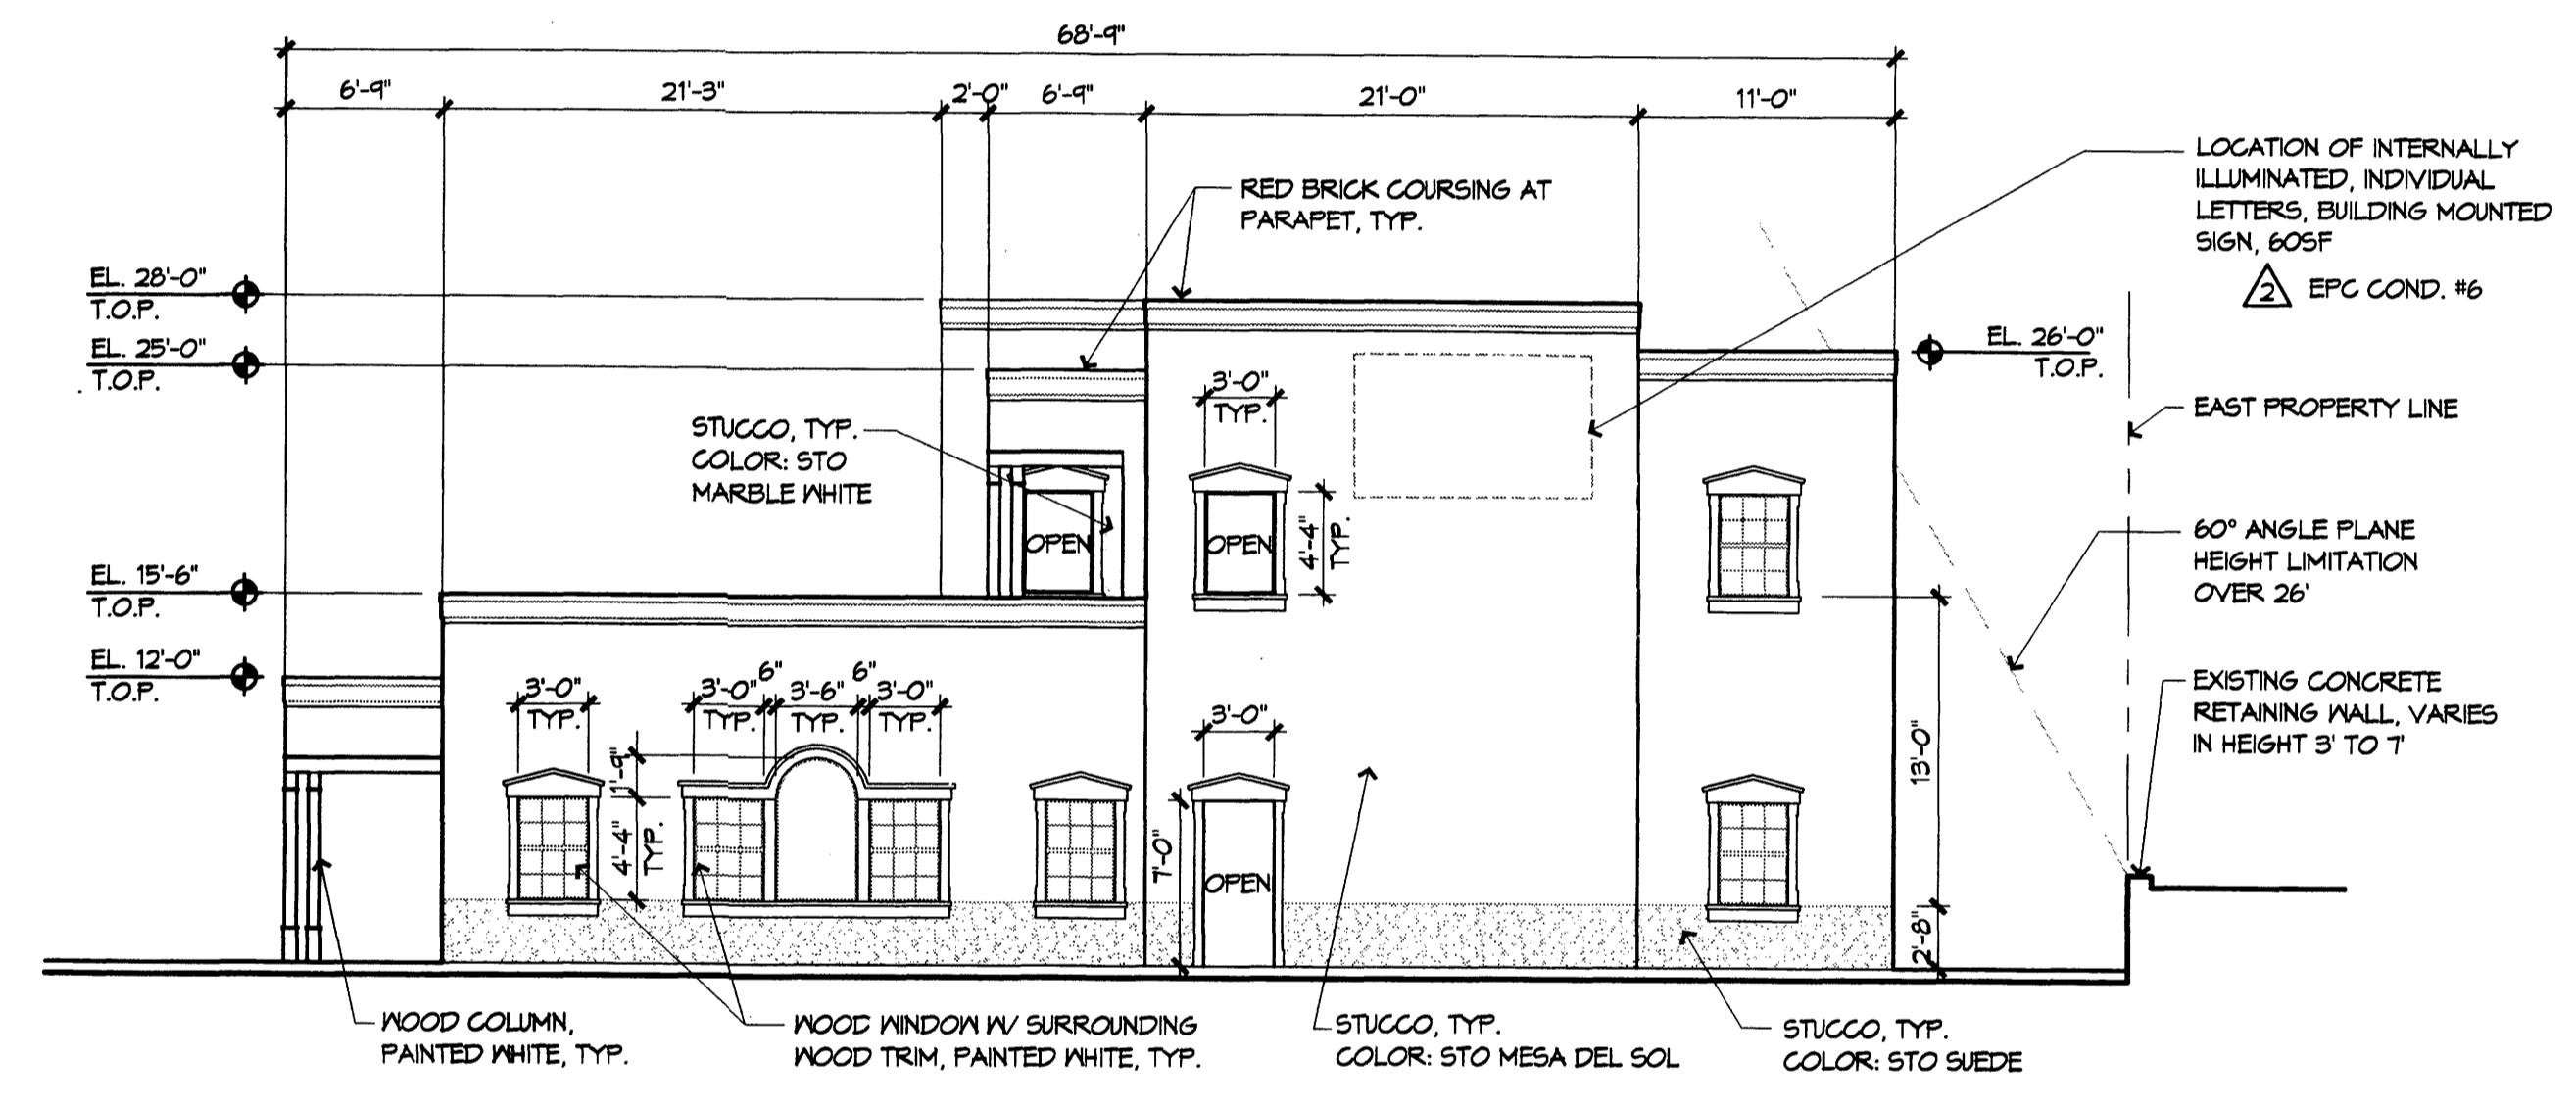 68'-9"
6'-9"
21'-3"
2'-0"
6'-9"
21'-0"
11'-0"
LOCATION OF INTERNALLY
ILLUMINATED, INDIVIDUAL
LETTERS, BUILDING MOUNTED
SIGN, 60SF
2
EPC COND. #6
RED BRICK COURSING AT
PARAPET, TYP.
EL. 28'-0"
T.O.P.
EL. 25'-0"
T.O.P.
EL. 26'-0"
T.O.P.
3'-0"
TYP.
EAST PROPERTY LINE
STUCCO, TYP.
COLOR: STO
MARBLE WHITE
OPEN
OPEN
4'-4"
TYP.
60° ANGLE PLANE
HEIGHT LIMITATION
OVER 26'
EL. 15'-6"
T.O.P.
EL. 12'-0"
T.O.P.
3'-0"
TYP.
3'-0"
TYP.
6"
3'-6"
TYP.
6"
3'-0"
TYP.
3'-0"
1'-9"
4'-4"
TYP.
7'-0"
OPEN
13'-0"
2'-8"
EXISTING CONCRETE
RETAINING WALL, VARIES
IN HEIGHT 3' TO 7'
WOOD COLUMN,
PAINTED WHITE, TYP.
WOOD WINDOW W/ SURROUNDING
WOOD TRIM, PAINTED WHITE, TYP.
STUCCO, TYP.
COLOR: STO MESA DEL SOL
STUCCO, TYP.
COLOR: STO SUEDE